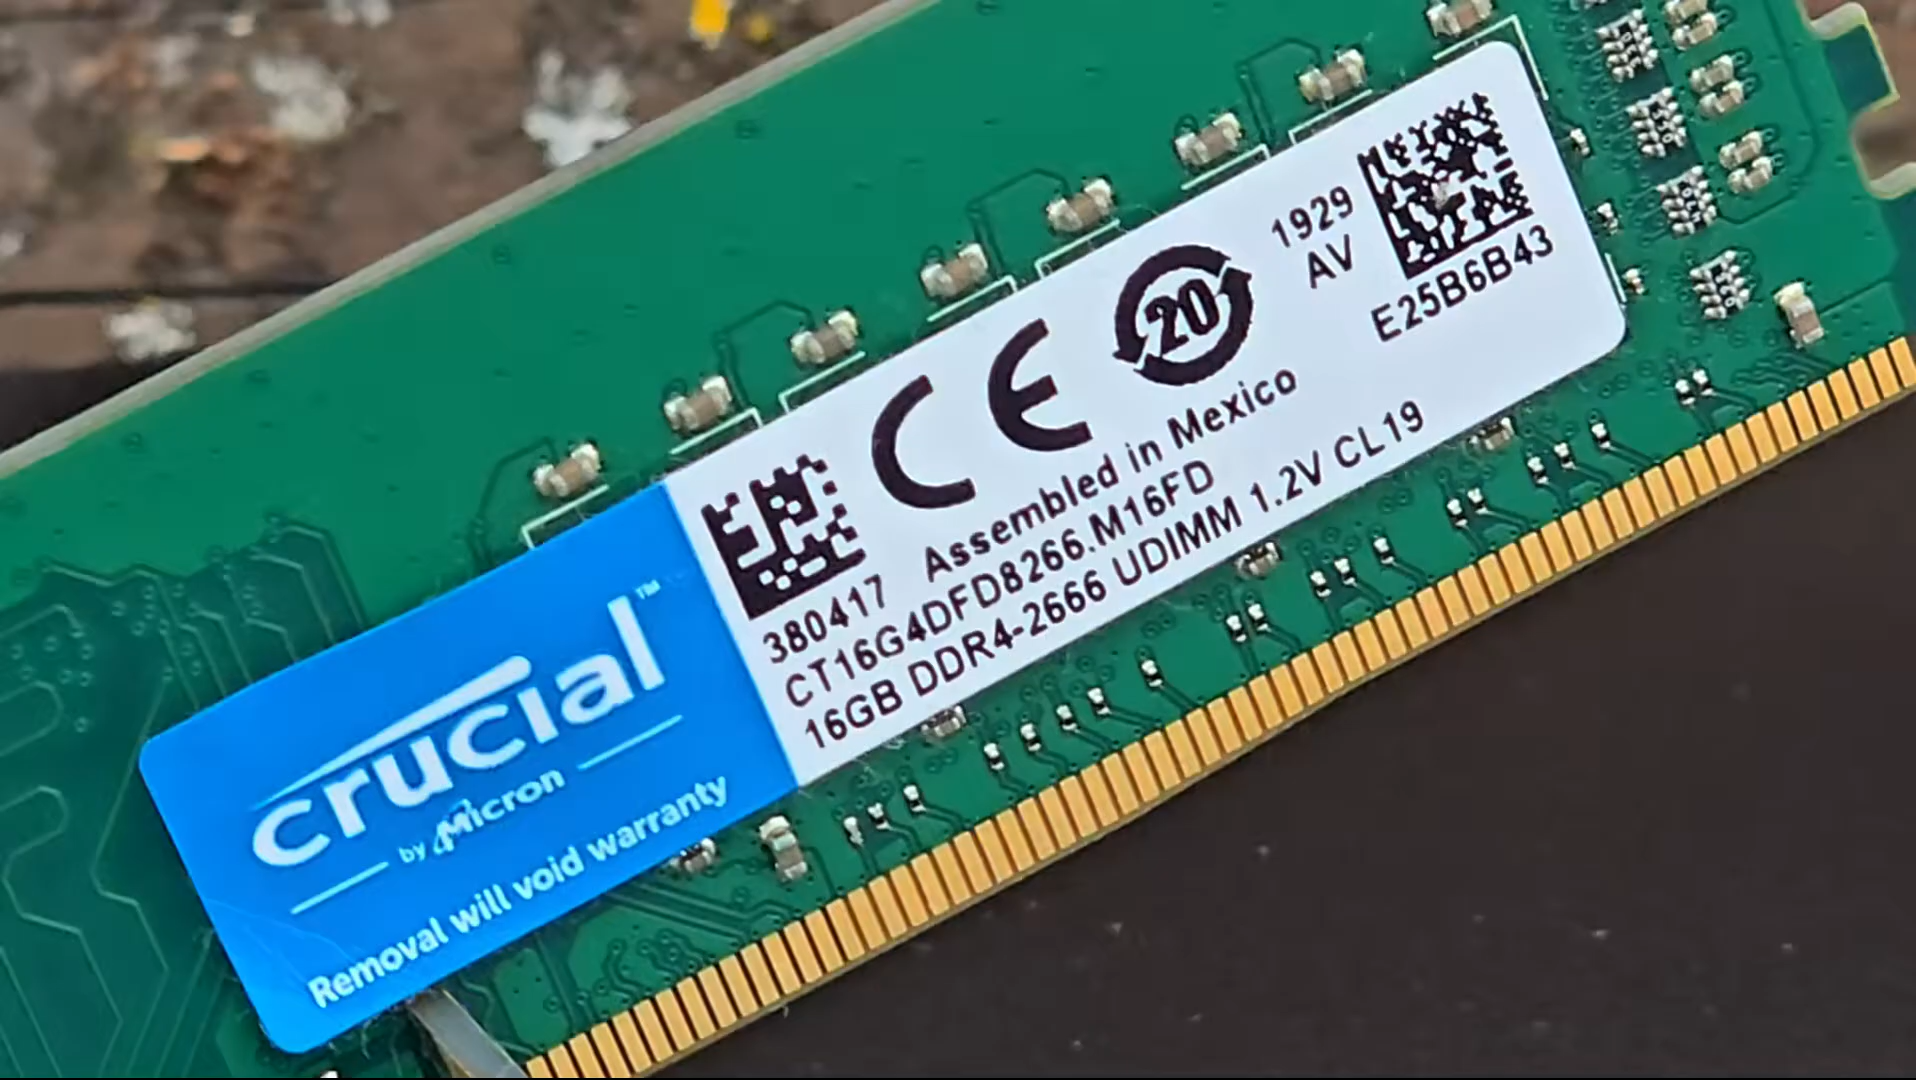 crucial™
by Micron
Removal will void warranty
CE
20
1929
AV
E25B6B43
Assembled in Mexico
380417
CT16G4DFD8266.M16FD
16GB DDR4-2666 UDIMM 1.2V CL19